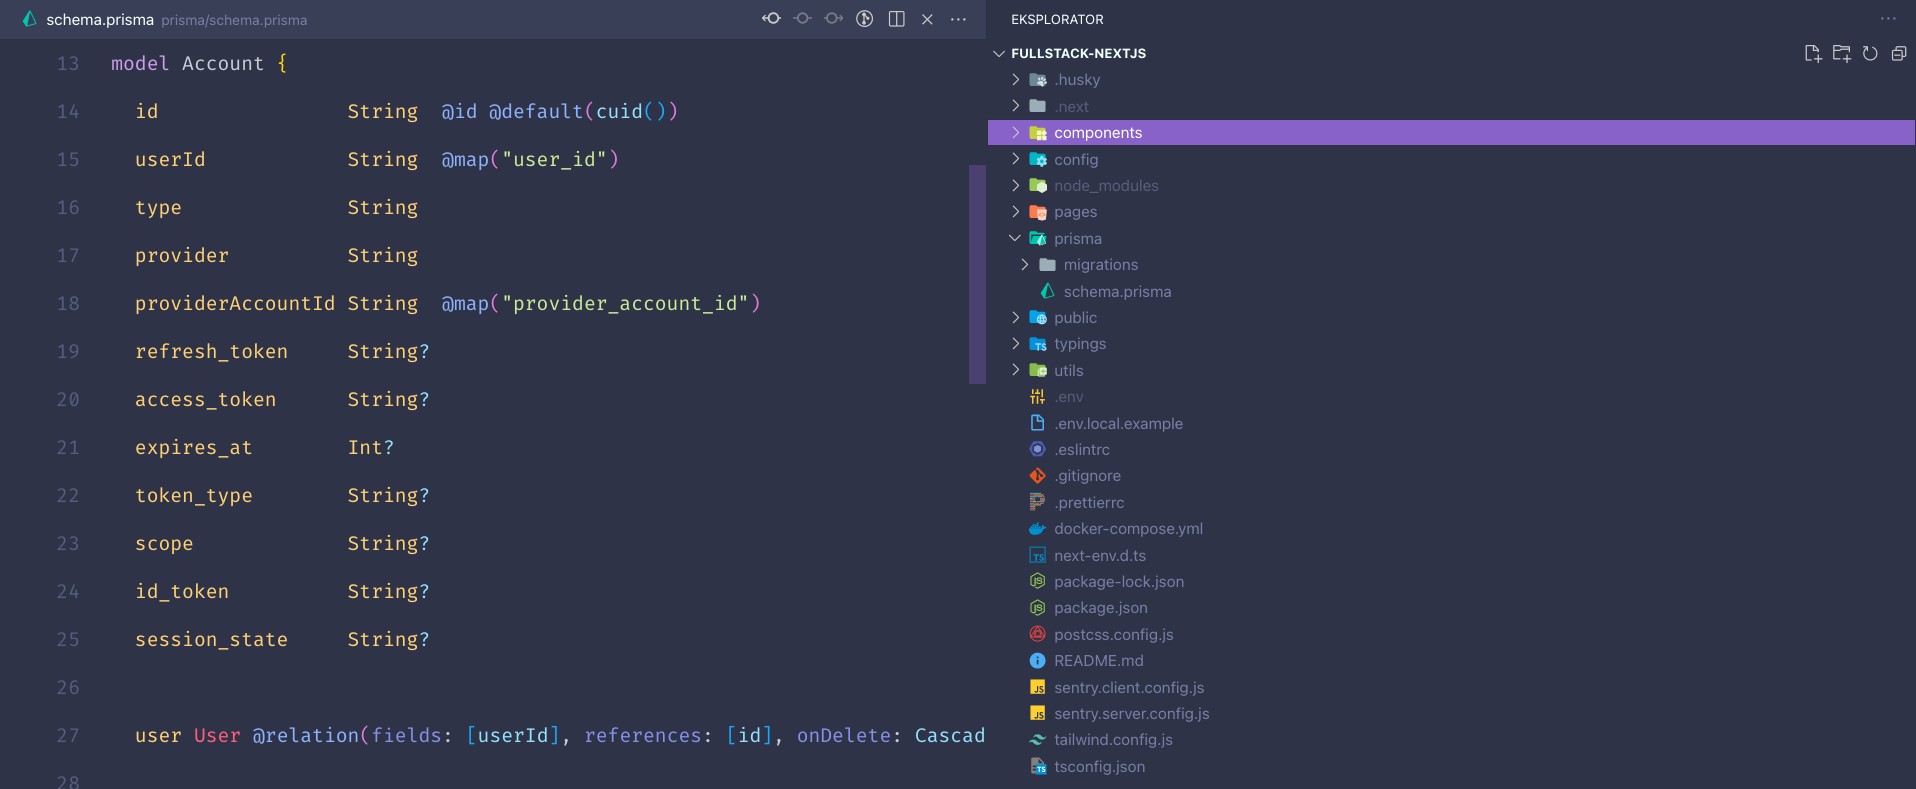 schema.prisma prisma/schema.prisma
13 model Account {
14 id String @id @default(cuid())
15 userId String @map("user_id")
16 type String
17 provider String
18 providerAccountId String @map("provider_account_id")
19 refresh_token String?
20 access_token String?
21 expires_at Int?
22 token_type String?
23 scope String?
24 id_token String?
25 session_state String?
26
27 user User @relation(fields: [userId], references: [id], onDelete: Cascad
28
EKSPLORATOR
FULLSTACK-NEXTJS
.husky
.next
components
config
node_modules
pages
prisma
migrations
schema.prisma
public
typings
utils
.env
.env.local.example
.eslintrc
.gitignore
.prettierrc
docker-compose.yml
next-env.d.ts
package-lock.json
package.json
postcss.config.js
README.md
sentry.client.config.js
sentry.server.config.js
tailwind.config.js
tsconfig.json